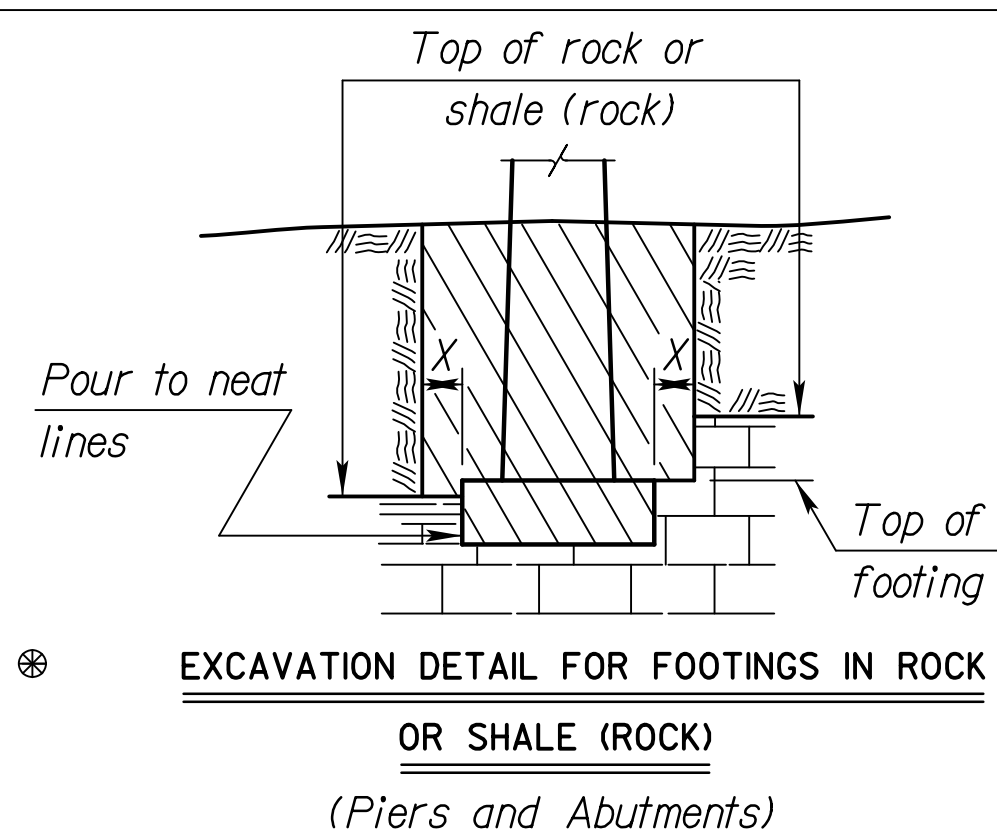 Top of rock or
shale (rock)
X
X
Pour to neat
lines
Top of
footing
EXCAVATION DETAIL FOR FOOTINGS IN ROCK
OR SHALE (ROCK)
(Piers and Abutments)